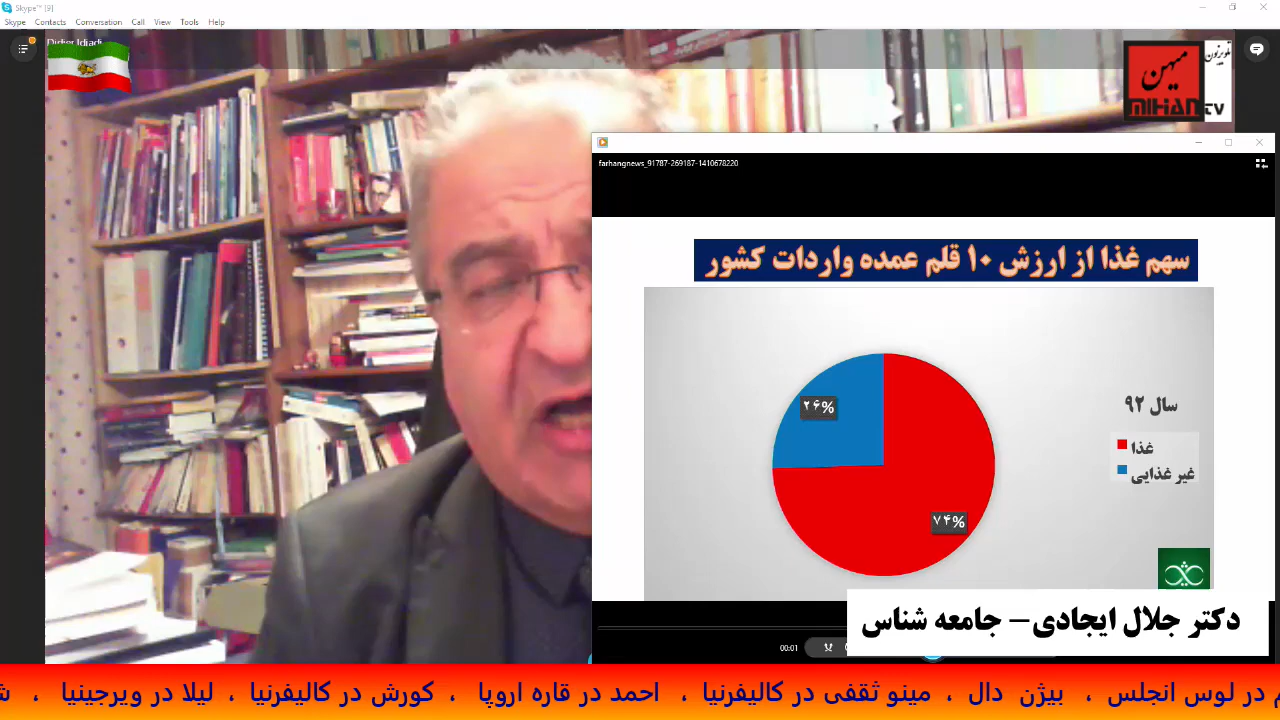 Skype™ [9]
Skype Contacts Conversation Call View Tools Help
Didier Idjadi
میهن
تلویزیون
MIHAN TV
farhangnews_91787-269187-1410678220
سهم غذا از ارزش ۱۰ قلم عمده واردات کشور
سال ۹۲
۲۶%
غذا
غیر غذایی
۷۴%
دکتر جلال ایجادی– جامعه شناس
00:01
در لوس انجلس ، بیژن دال ، مینو ثقفی در کالیفرنیا ، احمد در قاره اروپا ، کورش در کالیفرنیا ، لیلا در ویرجینیا ،